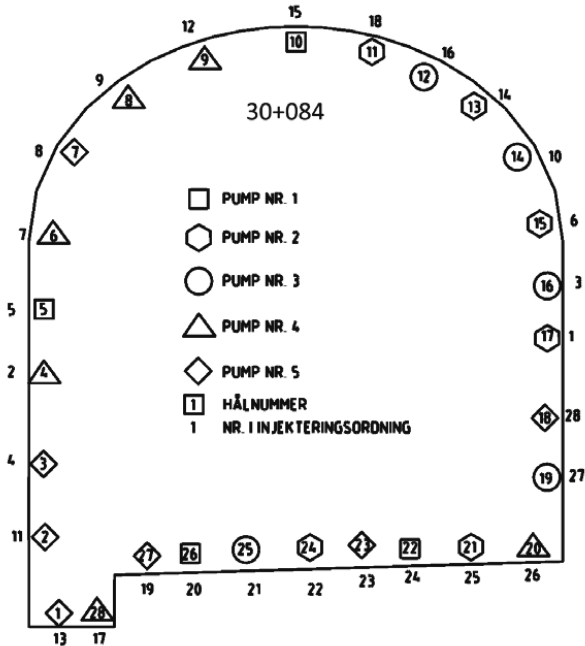 15
12 10 18
9 11 16
9 8 12 14
30+084 13
8 7 14 10
PUMP NR. 1
7 6 PUMP NR. 2 15 6
PUMP NR. 3 16 3
5 5 PUMP NR. 4 17 1
2 4 PUMP NR. 5
1 HÅLNUMMER 18 28
1 NR. I INJEKTERINGSORDNING
4 3 19 27
11 2
27 26 25 24 23 22 21 20
19 20 21 22 23 24 25 26
1 28
13 17